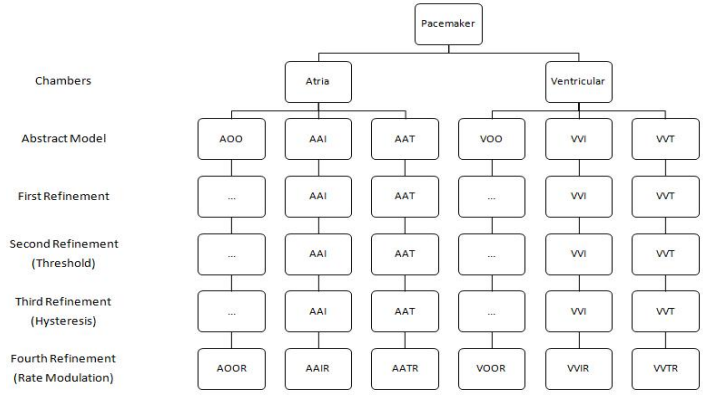 Pacemaker
Chambers Atria Ventricular
Abstract Model AOO AAI AAT VOO VVI VVT
First Refinement ... AAI AAT ... VVI VVT
Second Refinement
(Threshold) ... AAI AAT ... VVI VVT
Third Refinement
(Hysteresis) ... AAI AAT ... VVI VVT
Fourth Refinement
(Rate Modulation) AOOR AAIR AATR VOOR VVIR VVTR